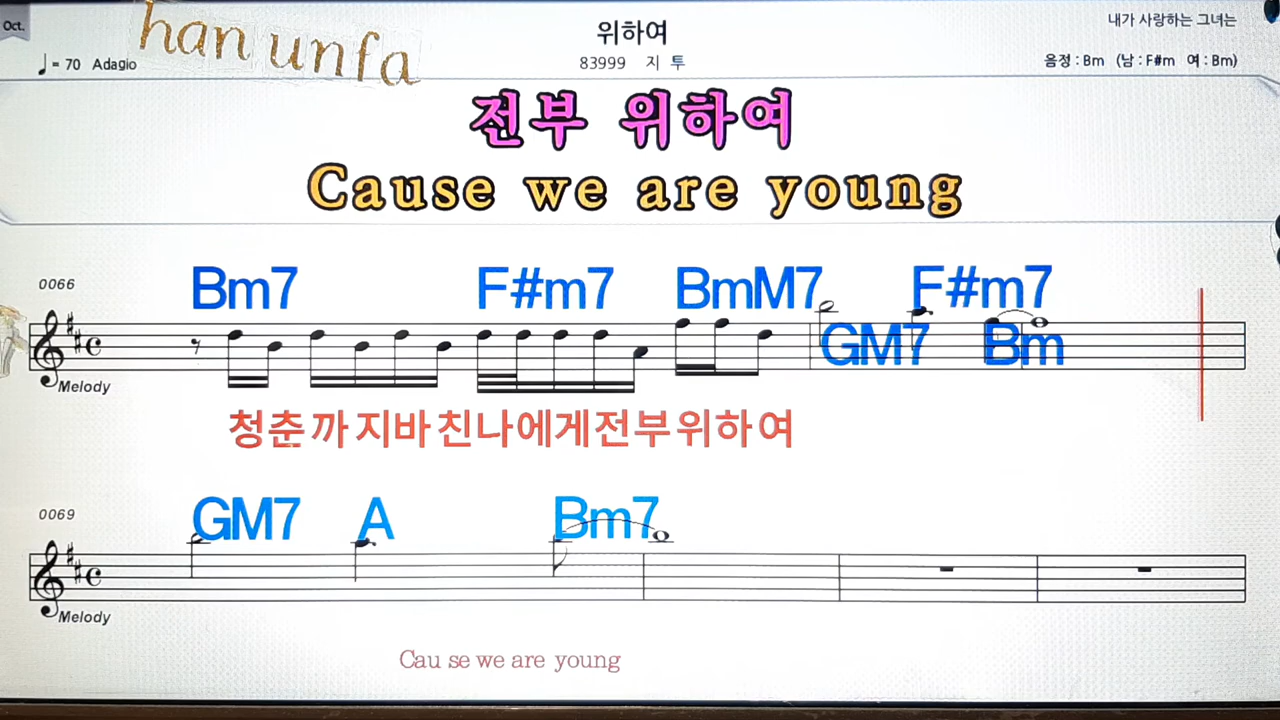 Oct.
han unfa
위하여
내가 사랑하는 그녀는
♩ = 70 Adagio
83999 지 투
음정 : Bm (남 : F#m 여 : Bm)
전부 위하여
Cause we are young
0066
Bm7 F#m7 BmM7 F#m7
GM7 Bm
Melody
청춘까지바친나에게전부위하여
0069
GM7 A Bm7
Melody
Cau se we are young